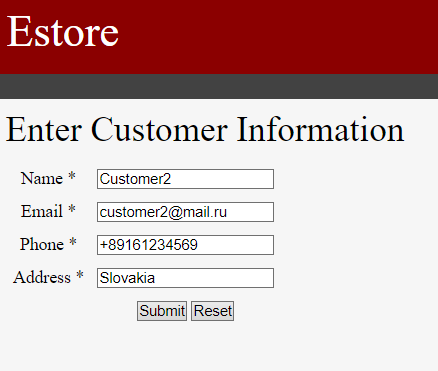 Estore
Enter Customer Information
Name * Customer2
Email * customer2@mail.ru
Phone * +89161234569
Address * Slovakia
Submit Reset